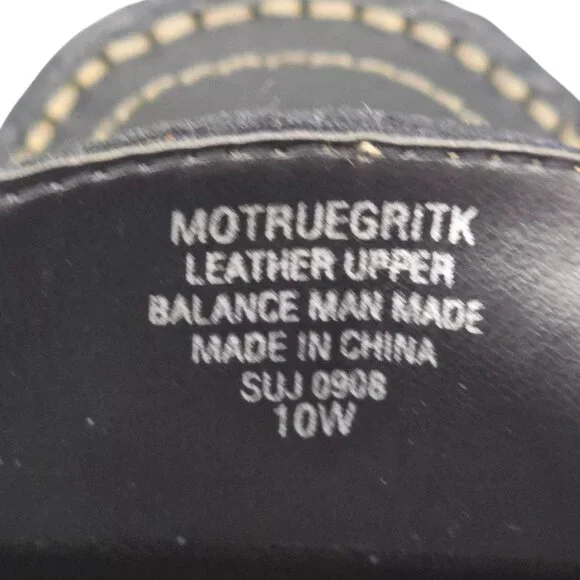 MOTRUEGRITK
LEATHER UPPER
BALANCE MAN MADE
MADE IN CHINA
SUJ 0908
10W